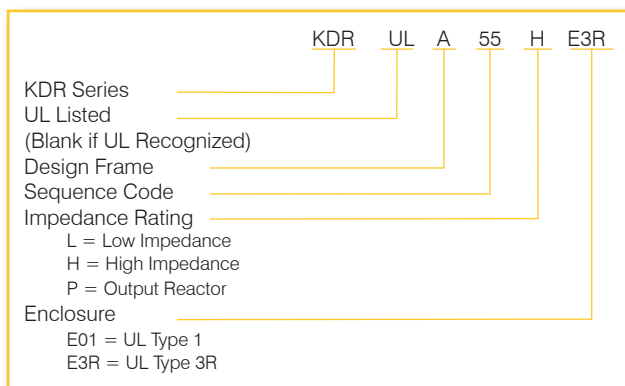 KDR UL A 55 H E3R
KDR Series
UL Listed
(Blank if UL Recognized)
Design Frame
Sequence Code
Impedance Rating
L = Low Impedance
H = High Impedance
P = Output Reactor
Enclosure
E01 = UL Type 1
E3R = UL Type 3R